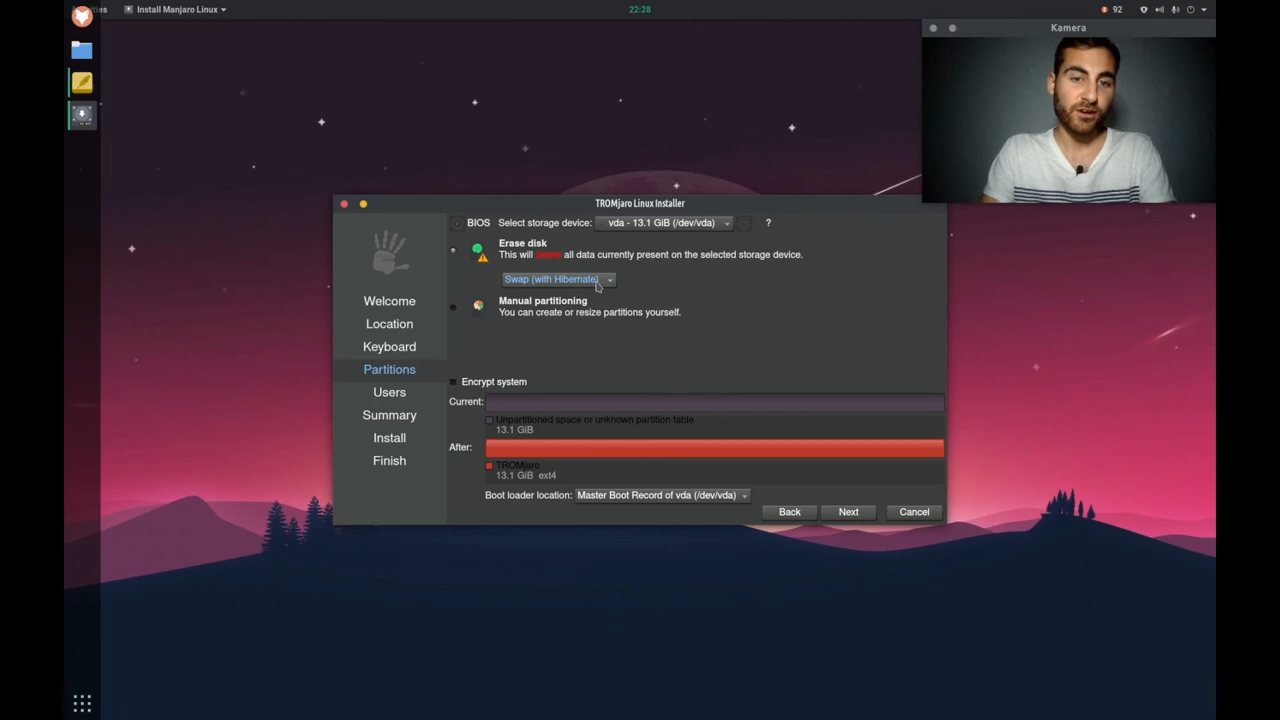 Install Manjaro Linux
22:28
92
Kamera
TROMjaro Linux Installer
BIOS Select storage device: vda - 13.1 GiB (/dev/vda) ?
Erase disk
This will delete all data currently present on the selected storage device.
Swap (with Hibernate)
Manual partitioning
You can create or resize partitions yourself.
Welcome
Location
Keyboard
Partitions
Users
Summary
Install
Finish
Encrypt system
Current:
Unpartitioned space or unknown partition table
13.1 GiB
After:
TROMjaro
13.1 GiB ext4
Boot loader location: Master Boot Record of vda (/dev/vda)
Back Next Cancel